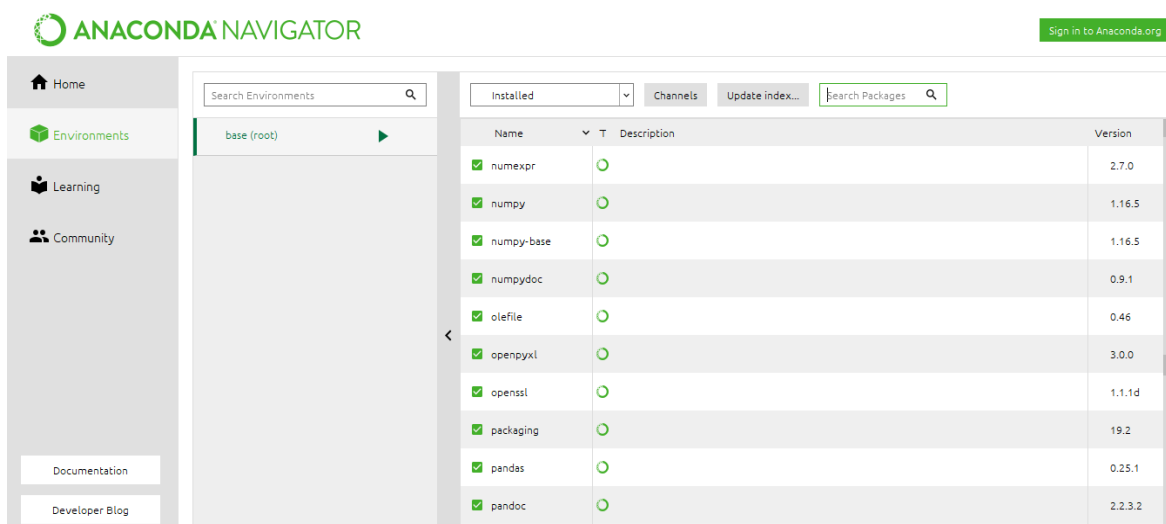 ANACONDA NAVIGATOR
Sign in to Anaconda.org
Home
Environments
Learning
Community
Documentation
Developer Blog
Search Environments
base (root)
Installed
Channels
Update index...
Search Packages
Name T Description Version
numexpr 2.7.0
numpy 1.16.5
numpy-base 1.16.5
numpydoc 0.9.1
olefile 0.46
openpyxl 3.0.0
openssl 1.1.1d
packaging 19.2
pandas 0.25.1
pandoc 2.2.3.2